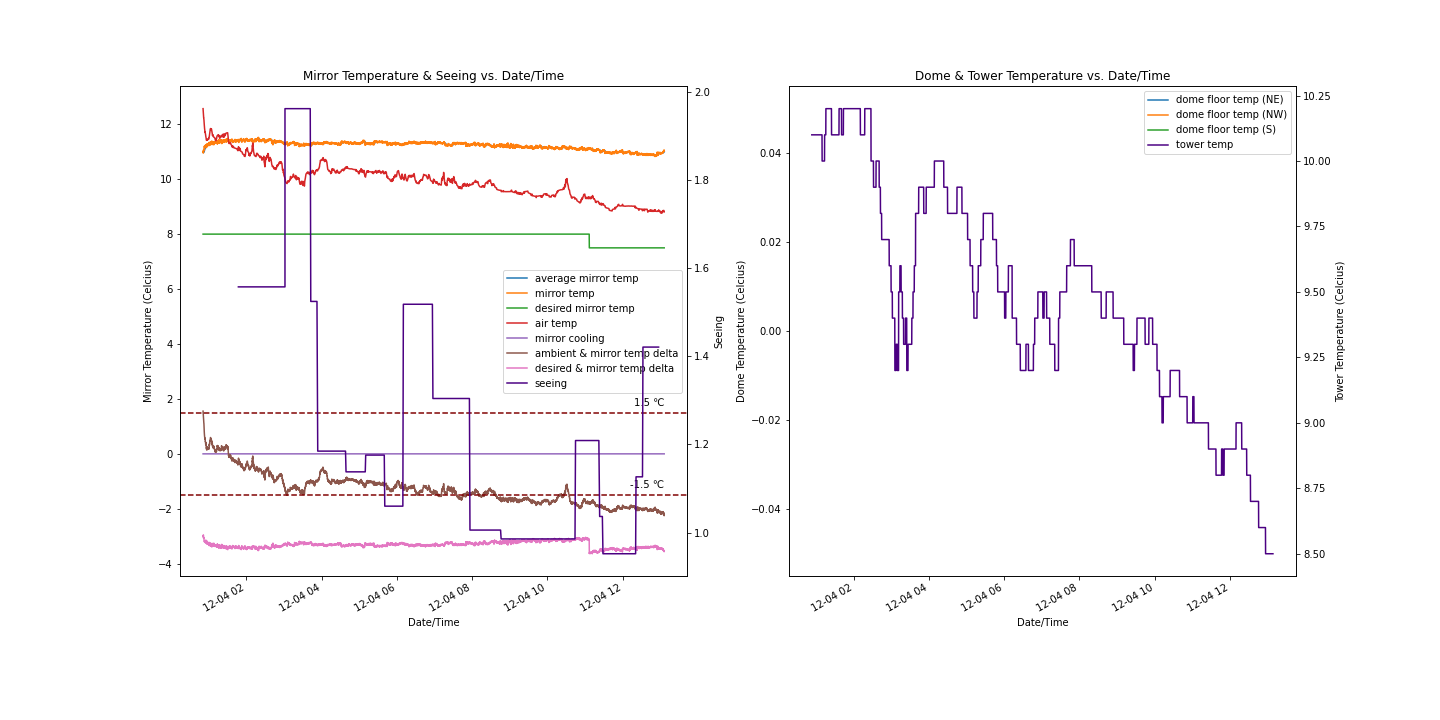 Mirror Temperature & Seeing vs. Date/Time
Mirror Temperature (Celcius)
12
10
8
6
4
2
0
−2
−4
2.0
1.8
1.6
1.4
1.2
1.0
Seeing
average mirror temp
mirror temp
desired mirror temp
air temp
mirror cooling
ambient & mirror temp delta
desired & mirror temp delta
seeing
1.5 °C
-1.5 °C
12-04 02
12-04 04
12-04 06
12-04 08
12-04 10
12-04 12
Date/Time
Dome & Tower Temperature vs. Date/Time
Dome Temperature (Celcius)
0.04
0.02
0.00
−0.02
−0.04
dome floor temp (NE)
dome floor temp (NW)
dome floor temp (S)
tower temp
10.25
10.00
9.75
9.50
9.25
9.00
8.75
8.50
Tower Temperature (Celcius)
12-04 02
12-04 04
12-04 06
12-04 08
12-04 10
12-04 12
Date/Time